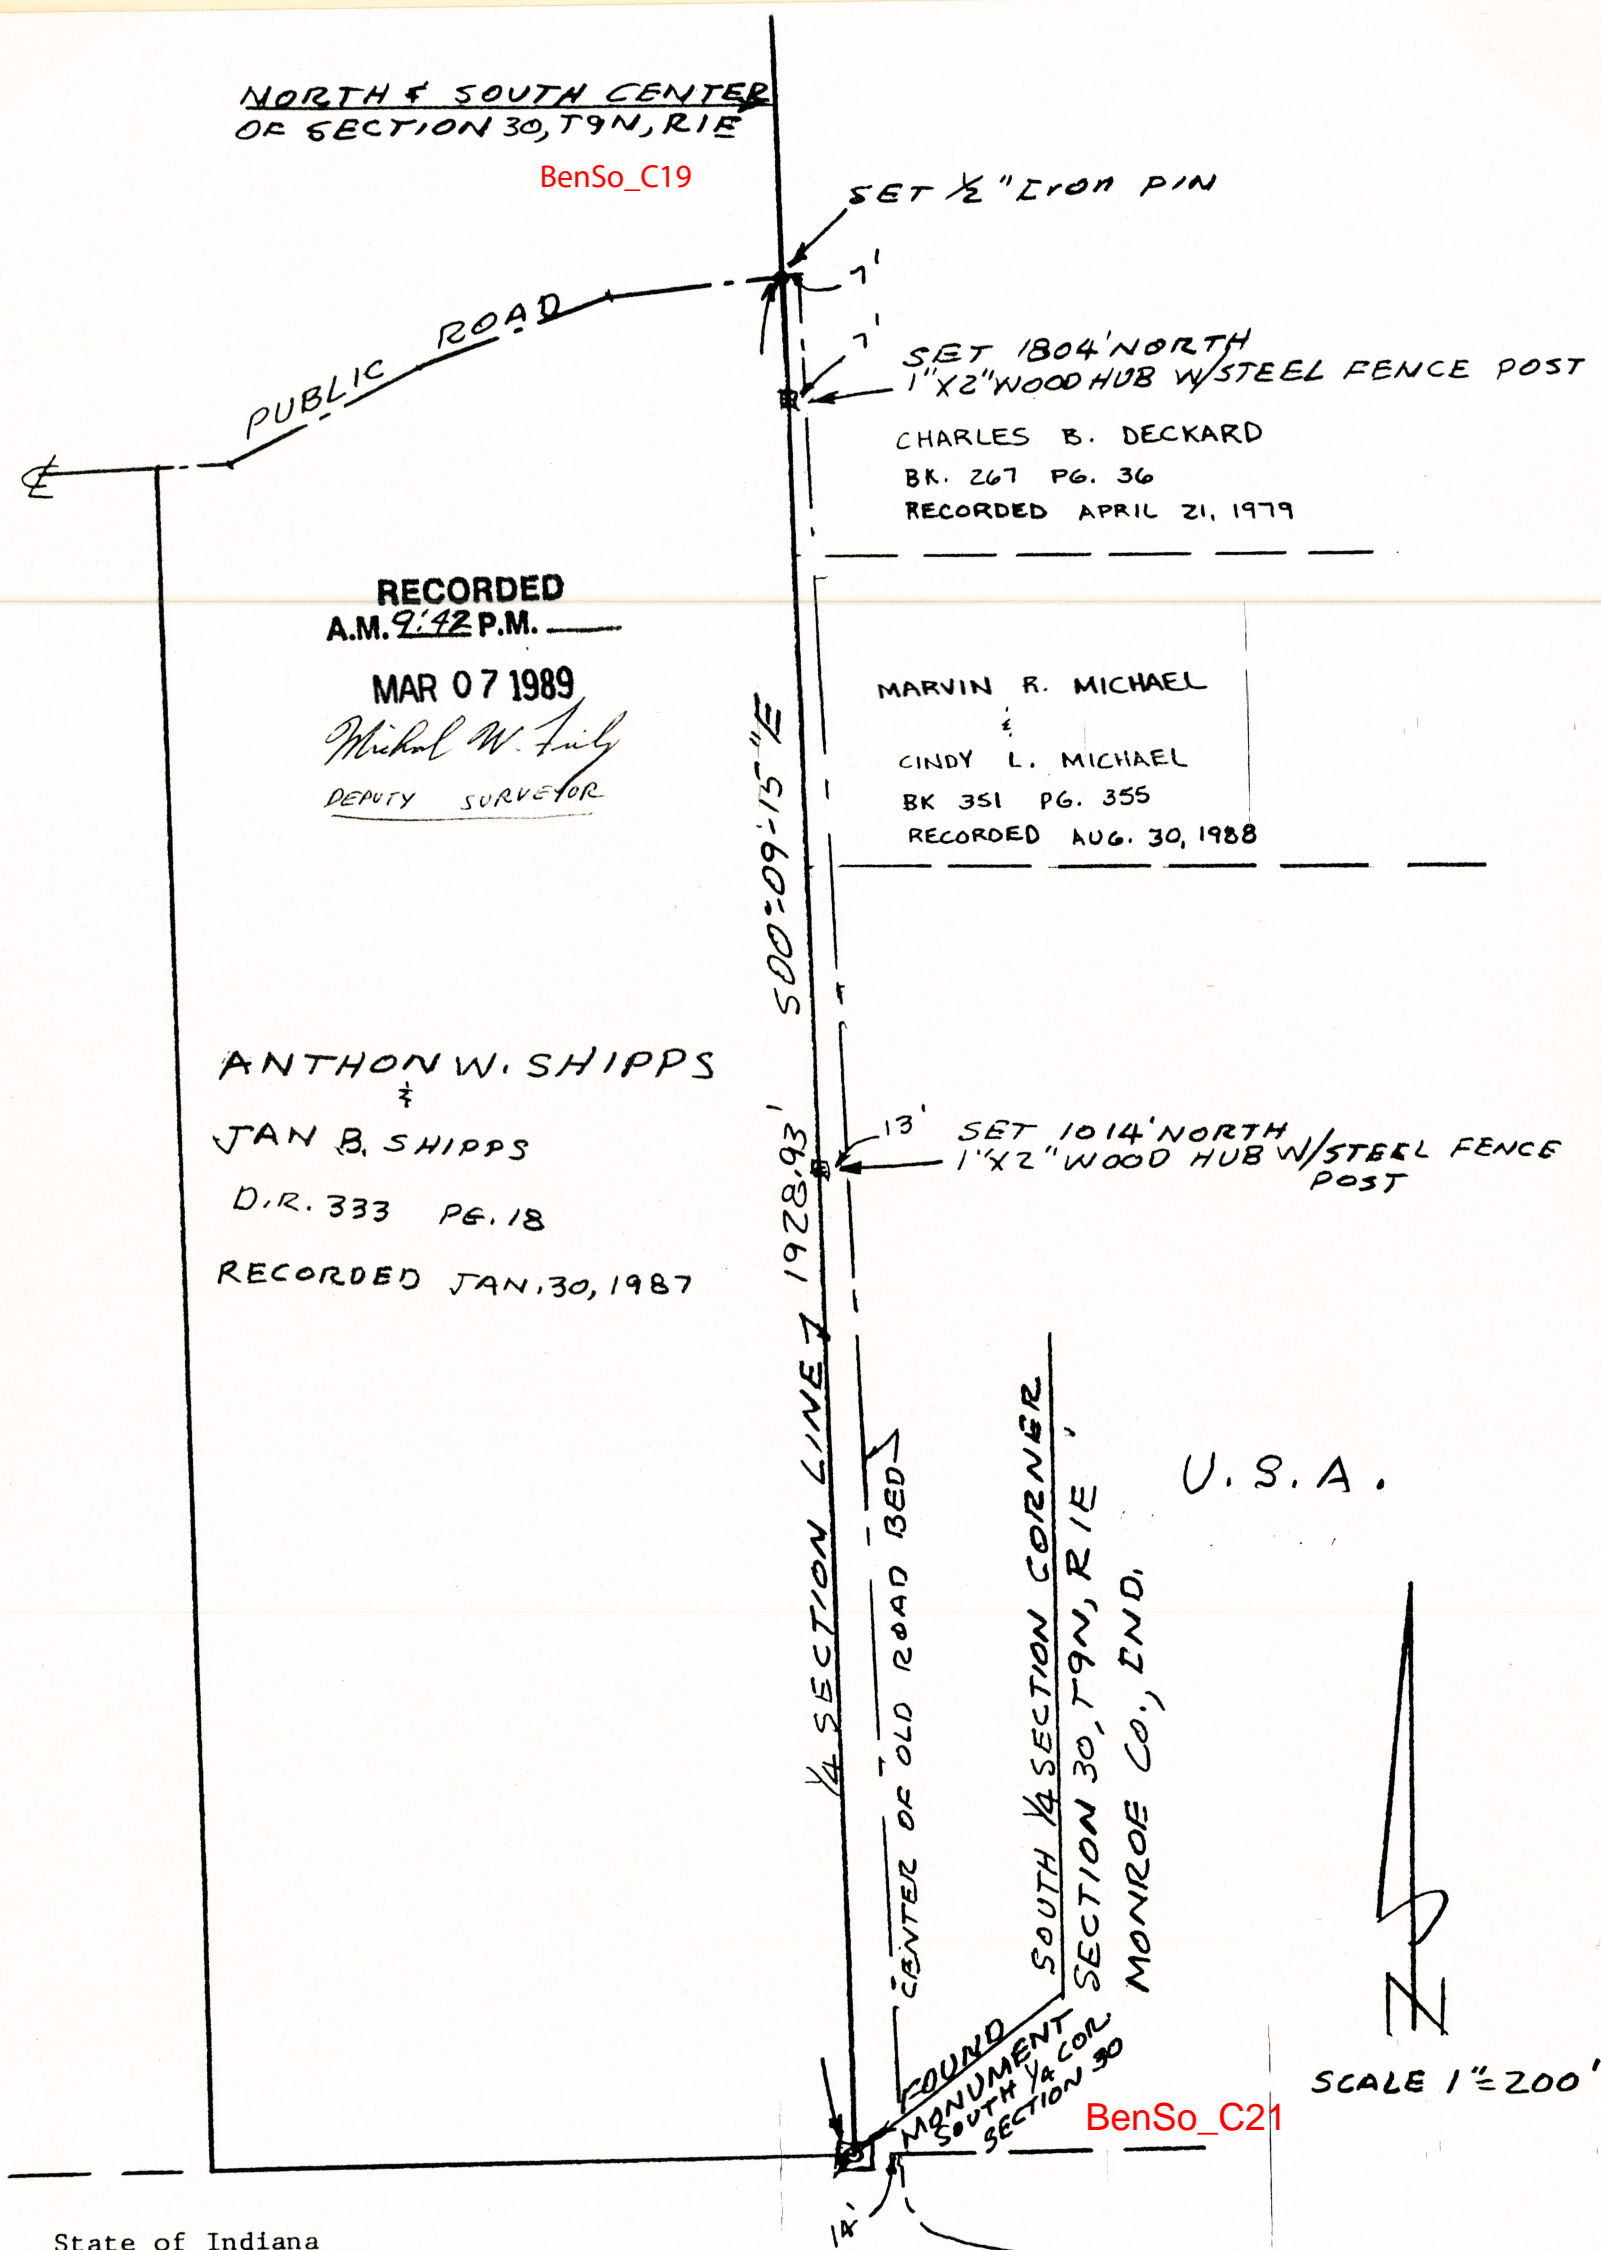 NORTH & SOUTH CENTER
OF SECTION 30, T9N, R1E
BenSo_C19
SET 1/2" Iron PIN
7'
7'
PUBLIC ROAD
SET 1804' NORTH
1"X2" WOOD HUB W/STEEL FENCE POST
CHARLES B. DECKARD
BK. 267 PG. 36
RECORDED APRIL 21, 1979
RECORDED
A.M. 9:42 P.M.
MAR 07 1989
Michael W.
DEPUTY SURVEYOR
MARVIN R. MICHAEL
&
CINDY L. MICHAEL
BK 351 PG. 355
RECORDED AUG. 30, 1988
S00°-09'-15"E
1928.93'
1/4 SECTION LINE
ANTHON W. SHIPPS
&
JAN B. SHIPPS
D.R. 333 PG. 18
RECORDED JAN. 30, 1987
13'
SET 1014' NORTH
1"X2" WOOD HUB W/STEEL FENCE
POST
CENTER OF OLD ROAD BED
SOUTH 1/4 SECTION CORNER
SECTION 30, T9N, R1E
MONROE CO., IND.
U.S.A.
N
SCALE 1"=200'
FOUND
MONUMENT
SOUTH 1/4 COR.
SECTION 30
BenSo_C21
State of Indiana